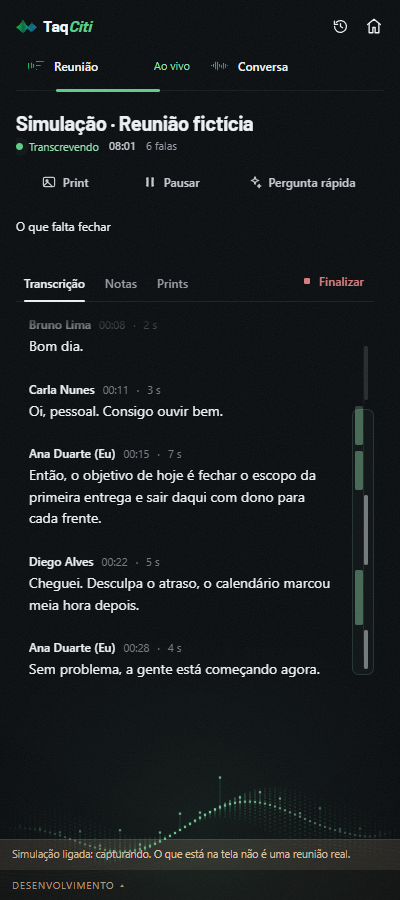 TaqCiti
Reunião Ao vivo Conversa
Simulação · Reunião fictícia
Transcrevendo 08:01 6 falas
Print Pausar Pergunta rápida
O que falta fechar
Transcrição Notas Prints Finalizar
Bruno Lima 00:08 · 2 s
Bom dia.
Carla Nunes 00:11 · 3 s
Oi, pessoal. Consigo ouvir bem.
Ana Duarte (Eu) 00:15 · 7 s
Então, o objetivo de hoje é fechar o escopo da
primeira entrega e sair daqui com dono para
cada frente.
Diego Alves 00:22 · 5 s
Cheguei. Desculpa o atraso, o calendário marcou
meia hora depois.
Ana Duarte (Eu) 00:28 · 4 s
Sem problema, a gente está começando agora.
Simulação ligada: capturando. O que está na tela não é uma reunião real.
DESENVOLVIMENTO